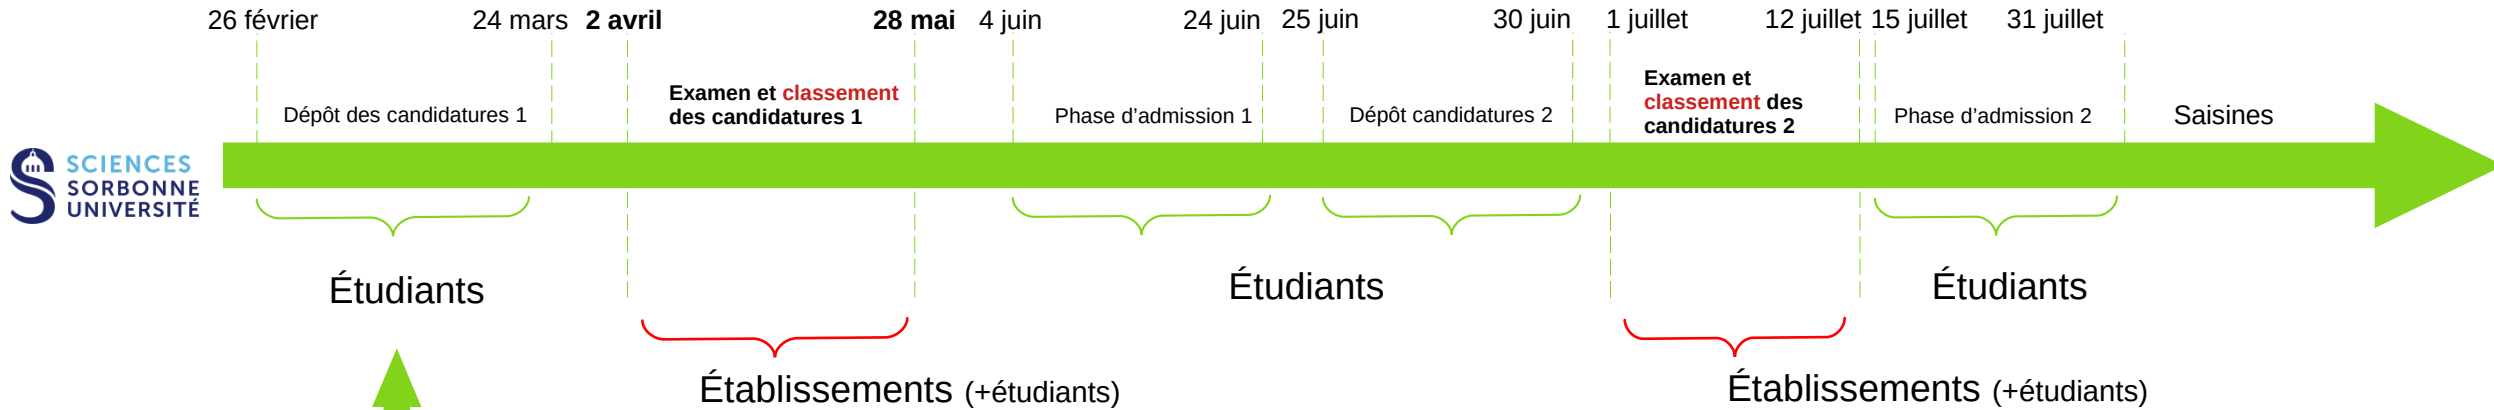 26 février
24 mars
2 avril
28 mai
4 juin
24 juin
25 juin
30 juin
1 juillet
12 juillet
15 juillet
31 juillet
Dépôt des candidatures 1
Examen et classement
des candidatures 1
Phase d’admission 1
Dépôt candidatures 2
Examen et
classement des
candidatures 2
Phase d’admission 2
Saisines
SCIENCES
SORBONNE
UNIVERSITÉ
Étudiants
Étudiants
Étudiants
Établissements (+étudiants)
Établissements (+étudiants)